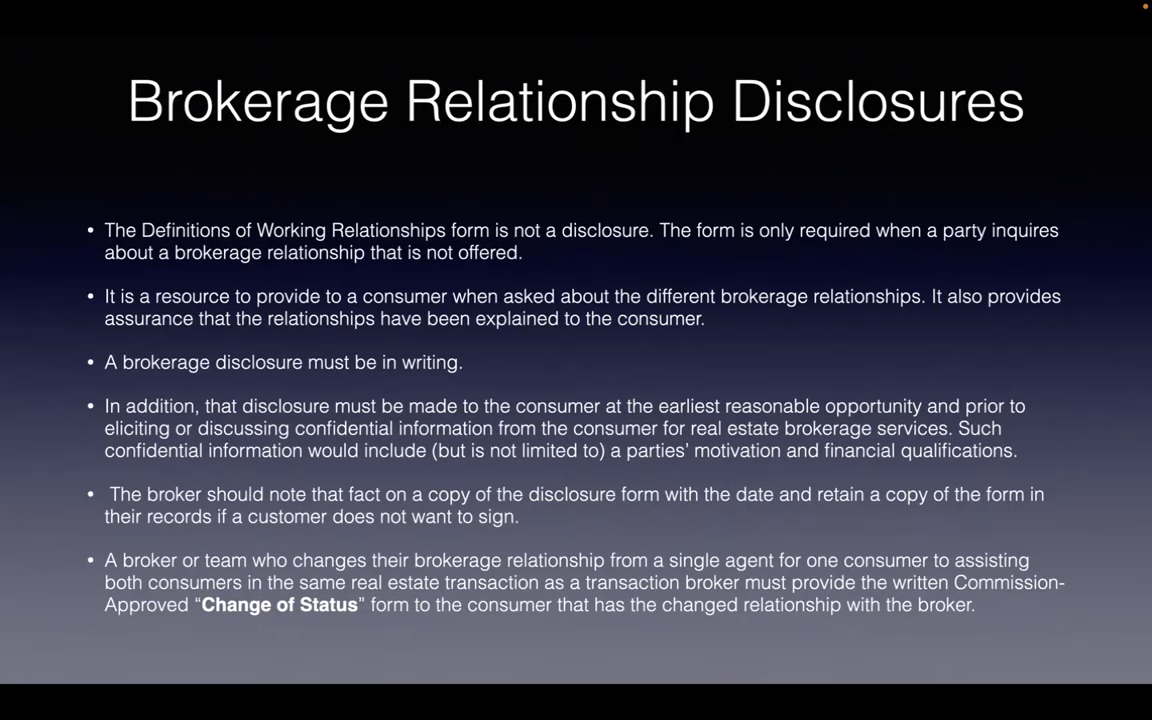 Brokerage Relationship Disclosures
• The Definitions of Working Relationships form is not a disclosure. The form is only required when a party inquires
about a brokerage relationship that is not offered.
• It is a resource to provide to a consumer when asked about the different brokerage relationships. It also provides
assurance that the relationships have been explained to the consumer.
• A brokerage disclosure must be in writing.
• In addition, that disclosure must be made to the consumer at the earliest reasonable opportunity and prior to
eliciting or discussing confidential information from the consumer for real estate brokerage services. Such
confidential information would include (but is not limited to) a parties’ motivation and financial qualifications.
• The broker should note that fact on a copy of the disclosure form with the date and retain a copy of the form in
their records if a customer does not want to sign.
• A broker or team who changes their brokerage relationship from a single agent for one consumer to assisting
both consumers in the same real estate transaction as a transaction broker must provide the written Commission-
Approved “Change of Status” form to the consumer that has the changed relationship with the broker.